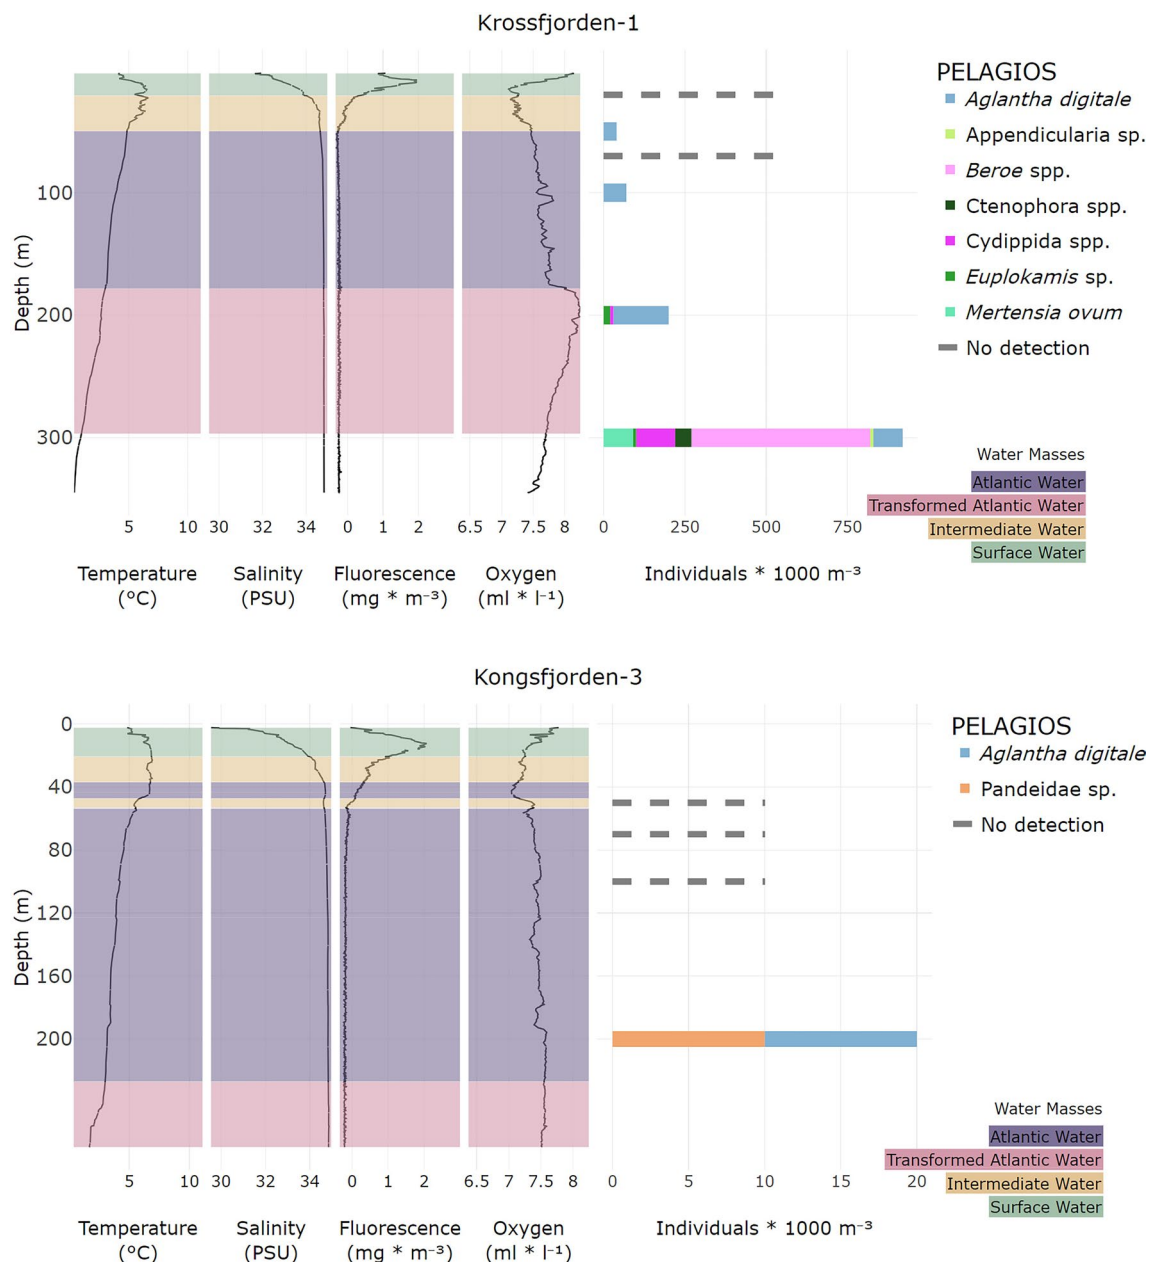 Krossfjorden-1
100
200
300
Depth (m)
5 10
30 32 34
0 1 2 3
6.5 7 7.5 8
0 250 500 750
Temperature
(°C)
Salinity
(PSU)
Fluorescence
(mg * m⁻³)
Oxygen
(ml * l⁻¹)
Individuals * 1000 m⁻³
PELAGIOS
Aglantha digitale
Appendicularia sp.
Beroe spp.
Ctenophora spp.
Cydippida spp.
Euplokamis sp.
Mertensia ovum
No detection
Water Masses
Atlantic Water
Transformed Atlantic Water
Intermediate Water
Surface Water
Kongsfjorden-3
0
40
80
120
160
200
Depth (m)
5 10
30 32 34
0 1 2
6.5 7 7.5 8
0 5 10 15 20
Temperature
(°C)
Salinity
(PSU)
Fluorescence
(mg * m⁻³)
Oxygen
(ml * l⁻¹)
Individuals * 1000 m⁻³
PELAGIOS
Aglantha digitale
Pandeidae sp.
No detection
Water Masses
Atlantic Water
Transformed Atlantic Water
Intermediate Water
Surface Water